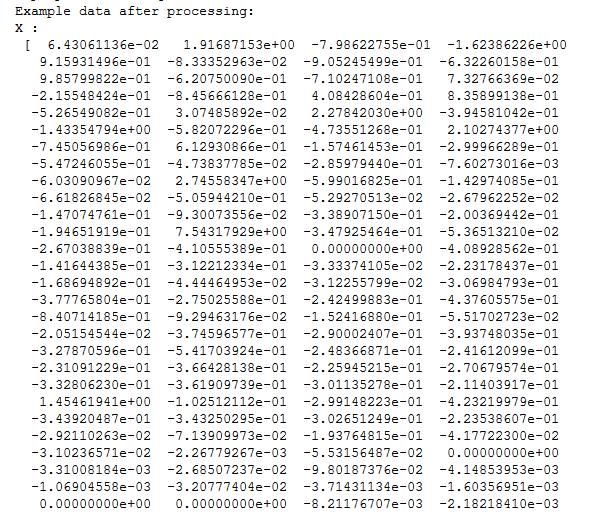 Example data after processing:
X :
[ 6.43061136e-02 1.91687153e+00 -7.98622755e-01 -1.62386226e+00
9.15931496e-01 -8.33352963e-02 -9.05245499e-01 -6.32260158e-01
9.85799822e-01 -6.20750090e-01 -7.10247108e-01 7.32766369e-02
-2.15548424e-01 -8.45666128e-01 4.08428604e-01 8.35899138e-01
-5.26549082e-01 3.07485892e-02 2.27842030e+00 -3.94581042e-01
-1.43354794e+00 -5.82072296e-01 -4.73551268e-01 2.10274377e+00
-7.45056986e-01 6.12930866e-01 -1.57461453e-01 -2.99966289e-01
-5.47246055e-01 -4.73837785e-02 -2.85979440e-01 -7.60273016e-03
-6.03090967e-02 2.74558347e+00 -5.99016825e-01 -1.42974085e-01
-6.61826845e-02 -5.05944210e-01 -5.29270513e-02 -2.67962252e-02
-1.47074761e-01 -9.30073556e-02 -3.38907150e-01 -2.00369442e-01
-1.94651919e-01 7.54317929e+00 -3.47925464e-01 -5.36513210e-02
-2.67038839e-01 -4.10555389e-01 0.00000000e+00 -4.08928562e-01
-1.41644385e-01 -3.12212334e-01 -3.33374105e-02 -2.23178437e-01
-1.68694892e-01 -4.44464953e-02 -3.12255799e-02 -3.06984793e-01
-3.77765804e-01 -2.75025588e-01 -2.42499883e-01 -4.37605575e-01
-8.40714185e-01 -9.29463176e-02 -1.52416880e-01 -5.51702723e-02
-2.05154544e-02 -3.74596577e-01 -2.90002407e-01 -3.93748035e-01
-3.27870596e-01 -5.41703924e-01 -2.48366871e-01 -2.41612099e-01
-2.31091229e-01 -3.66428138e-01 -2.25945215e-01 -2.70679574e-01
-3.32806230e-01 -3.61909739e-01 -3.01135278e-01 -2.11403917e-01
1.45461941e+00 -1.02512112e-01 -2.99148223e-01 -4.23219979e-01
-3.43920487e-01 -3.43250295e-01 -3.02651249e-01 -2.23538607e-01
-2.92110263e-02 -7.13909973e-02 -1.93764815e-01 -4.17722300e-02
-3.10236571e-02 -2.26779267e-03 -5.53156487e-02 0.00000000e+00
-3.31008184e-03 -2.68507237e-02 -9.80187376e-02 -4.14853953e-03
-1.06904558e-03 -3.20777404e-02 -3.71431134e-03 -1.60356951e-03
0.00000000e+00 0.00000000e+00 -8.21176707e-03 -2.18218410e-03